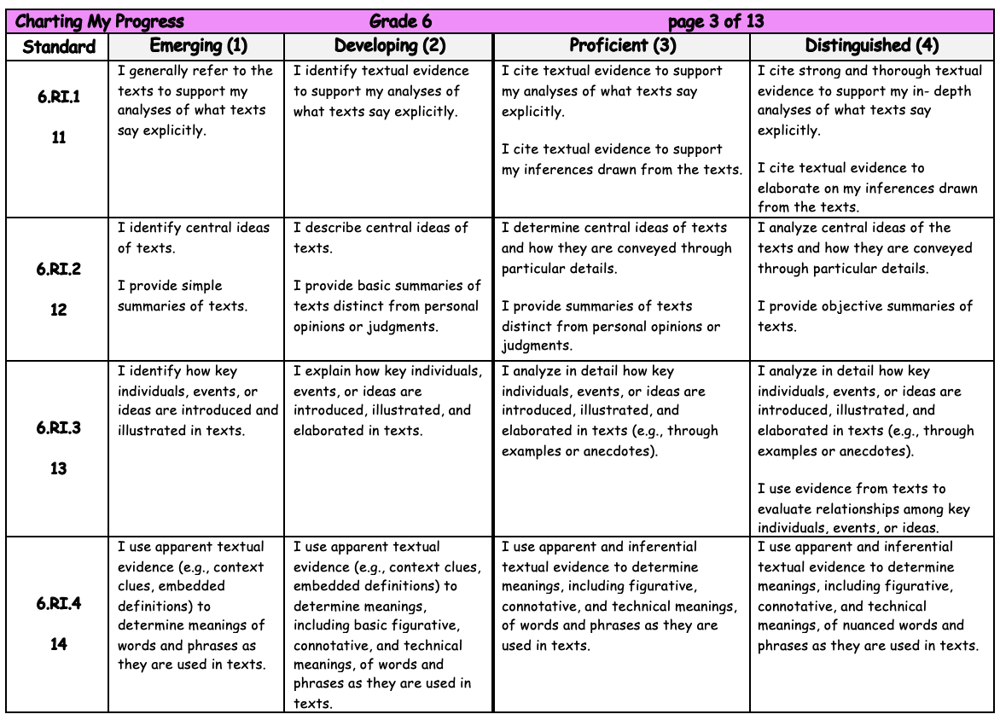 Charting My Progress Grade 6 page 3 of 13
Standard Emerging (1) Developing (2) Proficient (3) Distinguished (4)
6.RI.1
11
I generally refer to the
texts to support my
analyses of what texts
say explicitly.
I identify textual evidence
to support my analyses of
what texts say explicitly.
I cite textual evidence to support
my analyses of what texts say
explicitly.
I cite textual evidence to support
my inferences drawn from the texts.
I cite strong and thorough textual
evidence to support my in- depth
analyses of what texts say
explicitly.
I cite textual evidence to
elaborate on my inferences drawn
from the texts.
6.RI.2
12
I identify central ideas
of texts.
I provide simple
summaries of texts.
I describe central ideas of
texts.
I provide basic summaries of
texts distinct from personal
opinions or judgments.
I determine central ideas of texts
and how they are conveyed through
particular details.
I provide summaries of texts
distinct from personal opinions or
judgments.
I analyze central ideas of the
texts and how they are conveyed
through particular details.
I provide objective summaries of
texts.
6.RI.3
13
I identify how key
individuals, events, or
ideas are introduced and
illustrated in texts.
I explain how key individuals,
events, or ideas are
introduced, illustrated, and
elaborated in texts.
I analyze in detail how key
individuals, events, or ideas are
introduced, illustrated, and
elaborated in texts (e.g., through
examples or anecdotes).
I analyze in detail how key
individuals, events, or ideas are
introduced, illustrated, and
elaborated in texts (e.g., through
examples or anecdotes).
I use evidence from texts to
evaluate relationships among key
individuals, events, or ideas.
6.RI.4
14
I use apparent textual
evidence (e.g., context
clues, embedded
definitions) to
determine meanings of
words and phrases as
they are used in texts.
I use apparent textual
evidence (e.g., context clues,
embedded definitions) to
determine meanings,
including basic figurative,
connotative, and technical
meanings, of words and
phrases as they are used in
texts.
I use apparent and inferential
textual evidence to determine
meanings, including figurative,
connotative, and technical meanings,
of words and phrases as they are
used in texts.
I use apparent and inferential
textual evidence to determine
meanings, including figurative,
connotative, and technical
meanings, of nuanced words and
phrases as they are used in texts.